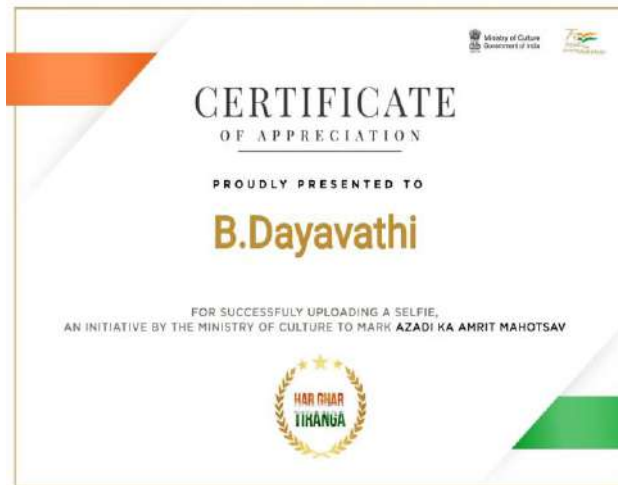 Ministry of Culture
Government of India
CERTIFICATE
OF APPRECIATION
PROUDLY PRESENTED TO
B.Dayavathi
FOR SUCCESSFULY UPLOADING A SELFIE,
AN INITIATIVE BY THE MINISTRY OF CULTURE TO MARK AZADI KA AMRIT MAHOTSAV
HAR GHAR
TIRANGA